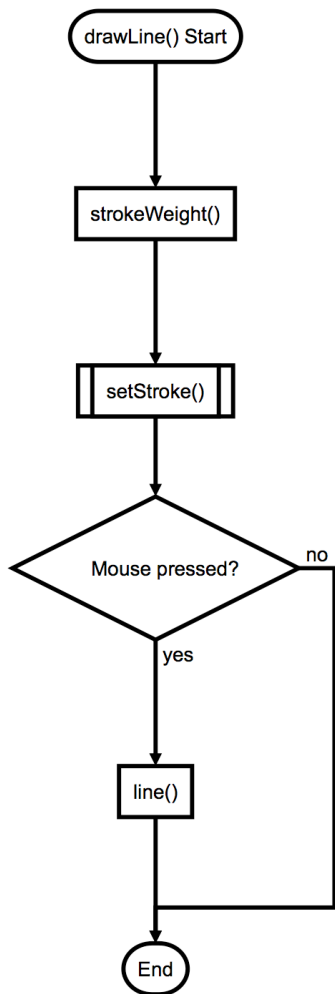 drawLine() Start
strokeWeight()
setStroke()
Mouse pressed?
no
yes
line()
End